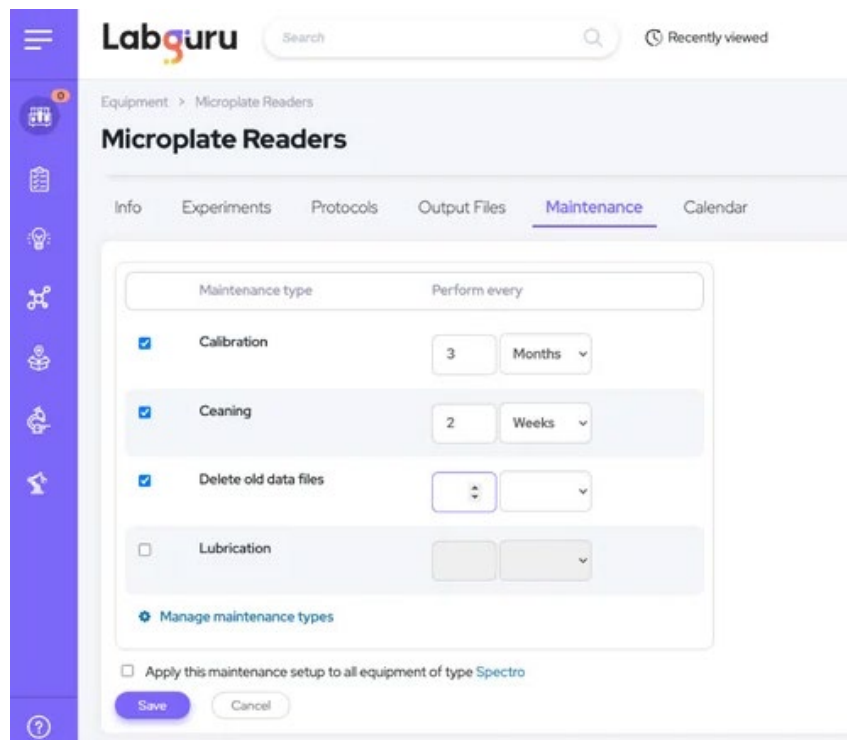 Labguru
Search
Recently viewed
0
Equipment > Microplate Readers
Microplate Readers
Info Experiments Protocols Output Files Maintenance Calendar
Maintenance type Perform every
Calibration 3 Months
Ceaning 2 Weeks
Delete old data files
Lubrication
Manage maintenance types
Apply this maintenance setup to all equipment of type Spectro
Save Cancel
?